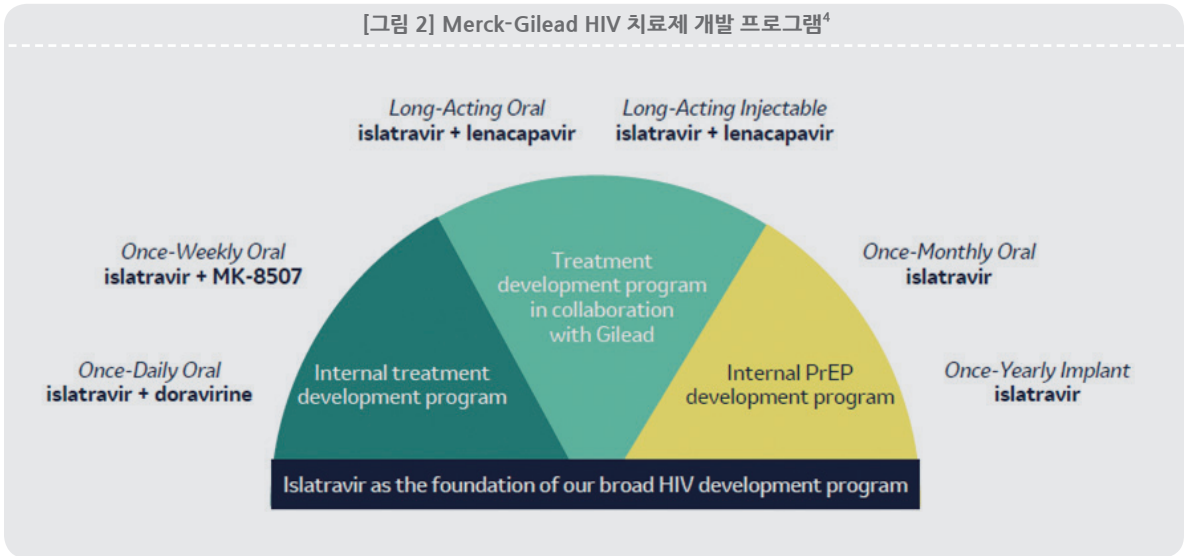 [그림 2] Merck-Gilead HIV 치료제 개발 프로그램4
Long-Acting Oral
islatravir + lenacapavir
Long-Acting Injectable
islatravir + lenacapavir
Once-Weekly Oral
islatravir + MK-8507
Once-Daily Oral
islatravir + doravirine
Internal treatment
development program
Treatment
development program
in collaboration
with Gilead
Internal PrEP
development program
Once-Monthly Oral
islatravir
Once-Yearly Implant
islatravir
Islatravir as the foundation of our broad HIV development program